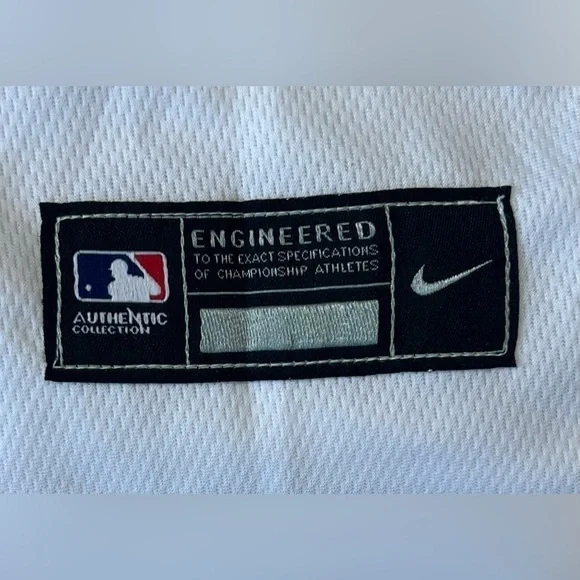 AUTHENTIC
COLLECTION
ENGINEERED
TO THE EXACT SPECIFICATIONS
OF CHAMPIONSHIP ATHLETES